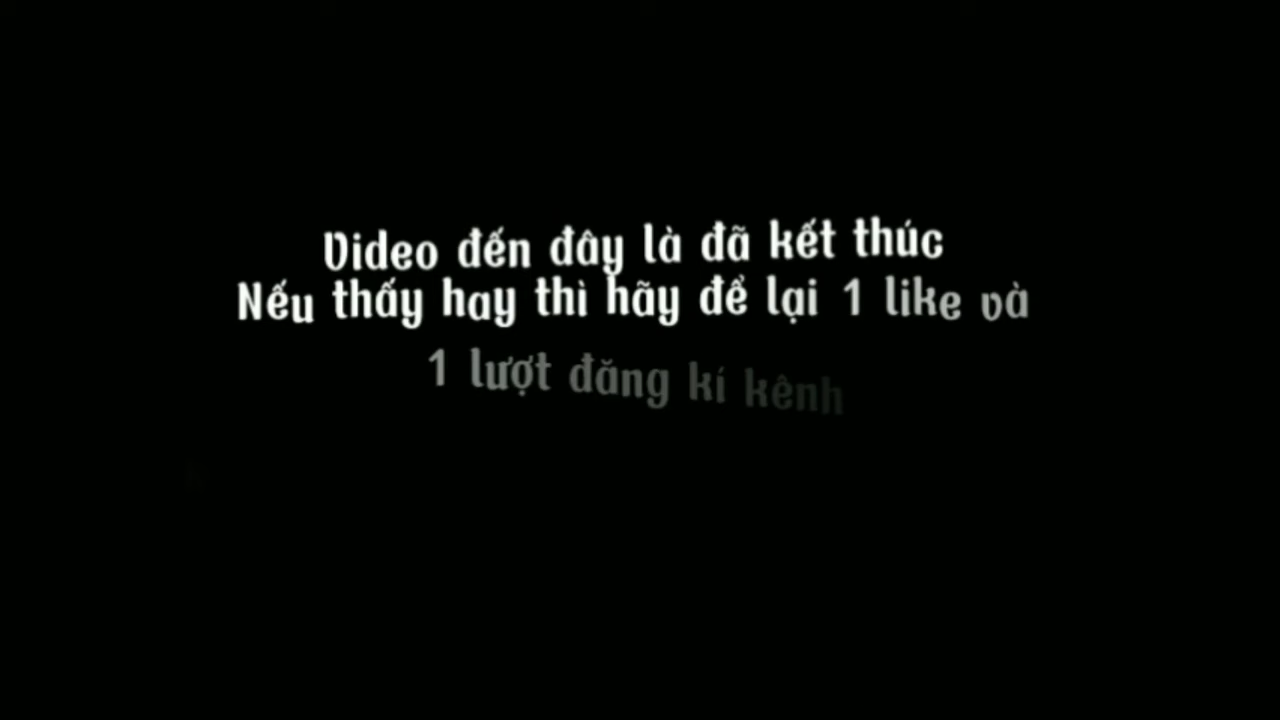 Video đến đây là đã kết thúc
Nếu thấy hay thì hãy để lại 1 like và
1 lượt đăng kí kênh